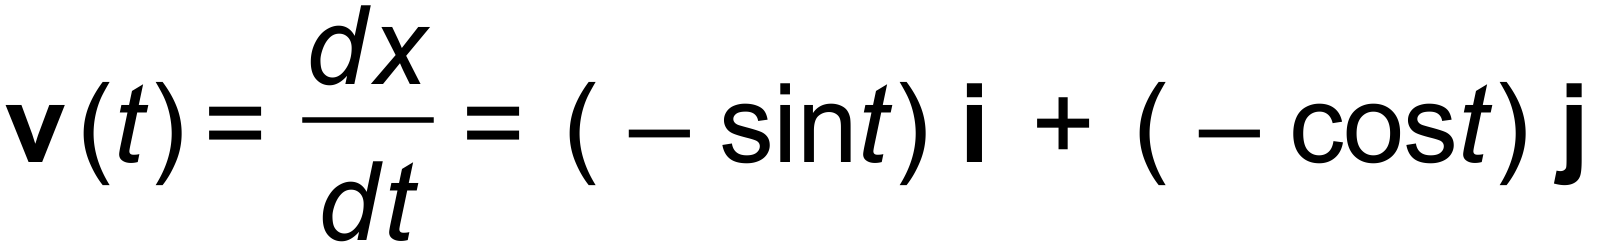 v(t) = dx/dt = ( – sint) i + ( – cost) j